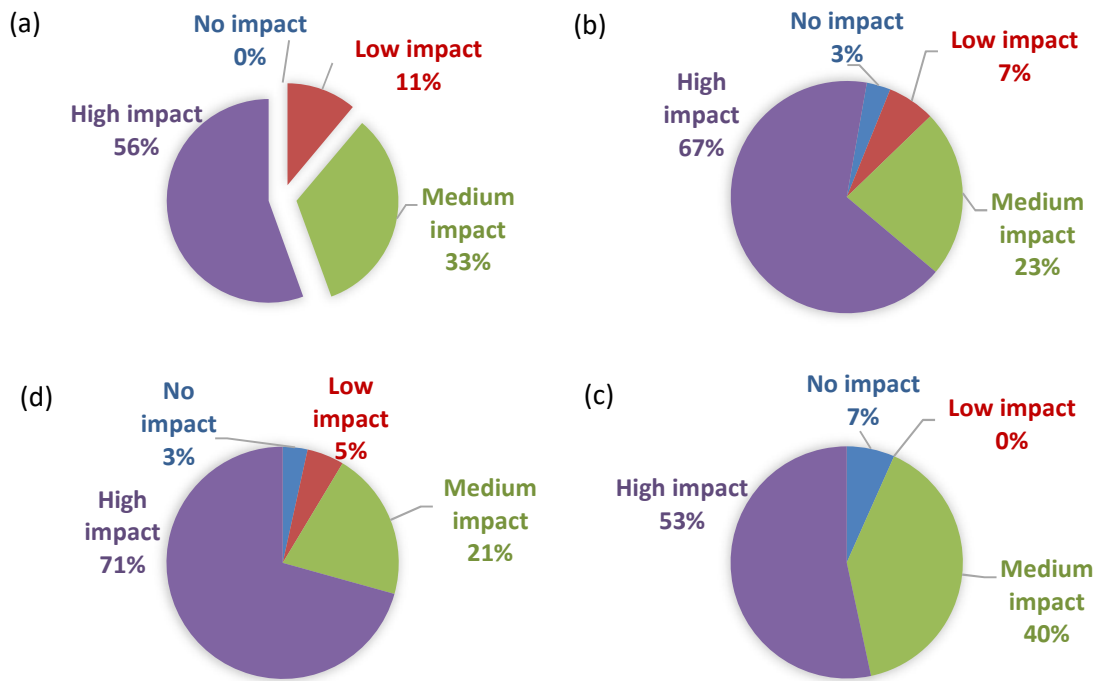 (a)
No impact
0%
Low impact
11%
High impact
56%
Medium
impact
33%
(b)
No impact
3%
Low impact
7%
High
impact
67%
Medium
impact
23%
(d)
No
impact
3%
Low
impact
5%
High
impact
71%
Medium
impact
21%
(c)
No impact
7%
Low impact
0%
High impact
53%
Medium
impact
40%